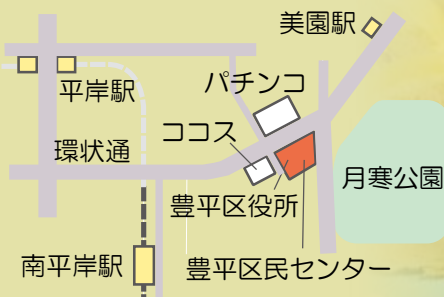 美園駅
パチンコ
平岸駅
ココス
環状通
月寒公園
豊平区役所
南平岸駅
豊平区民センター